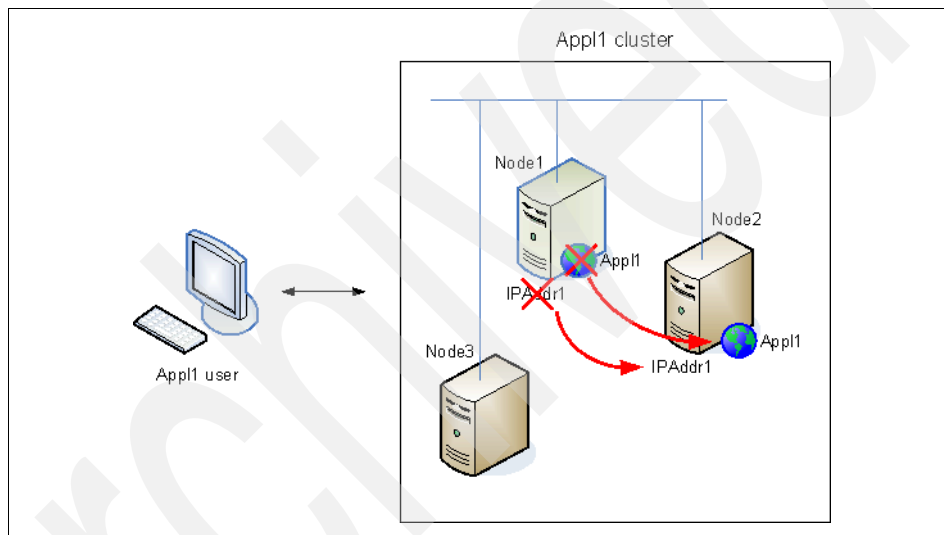 Appl1 cluster
Node1
Appl1
IPAddr1
Node2
Appl1
IPAddr1
Node3
Appl1 user